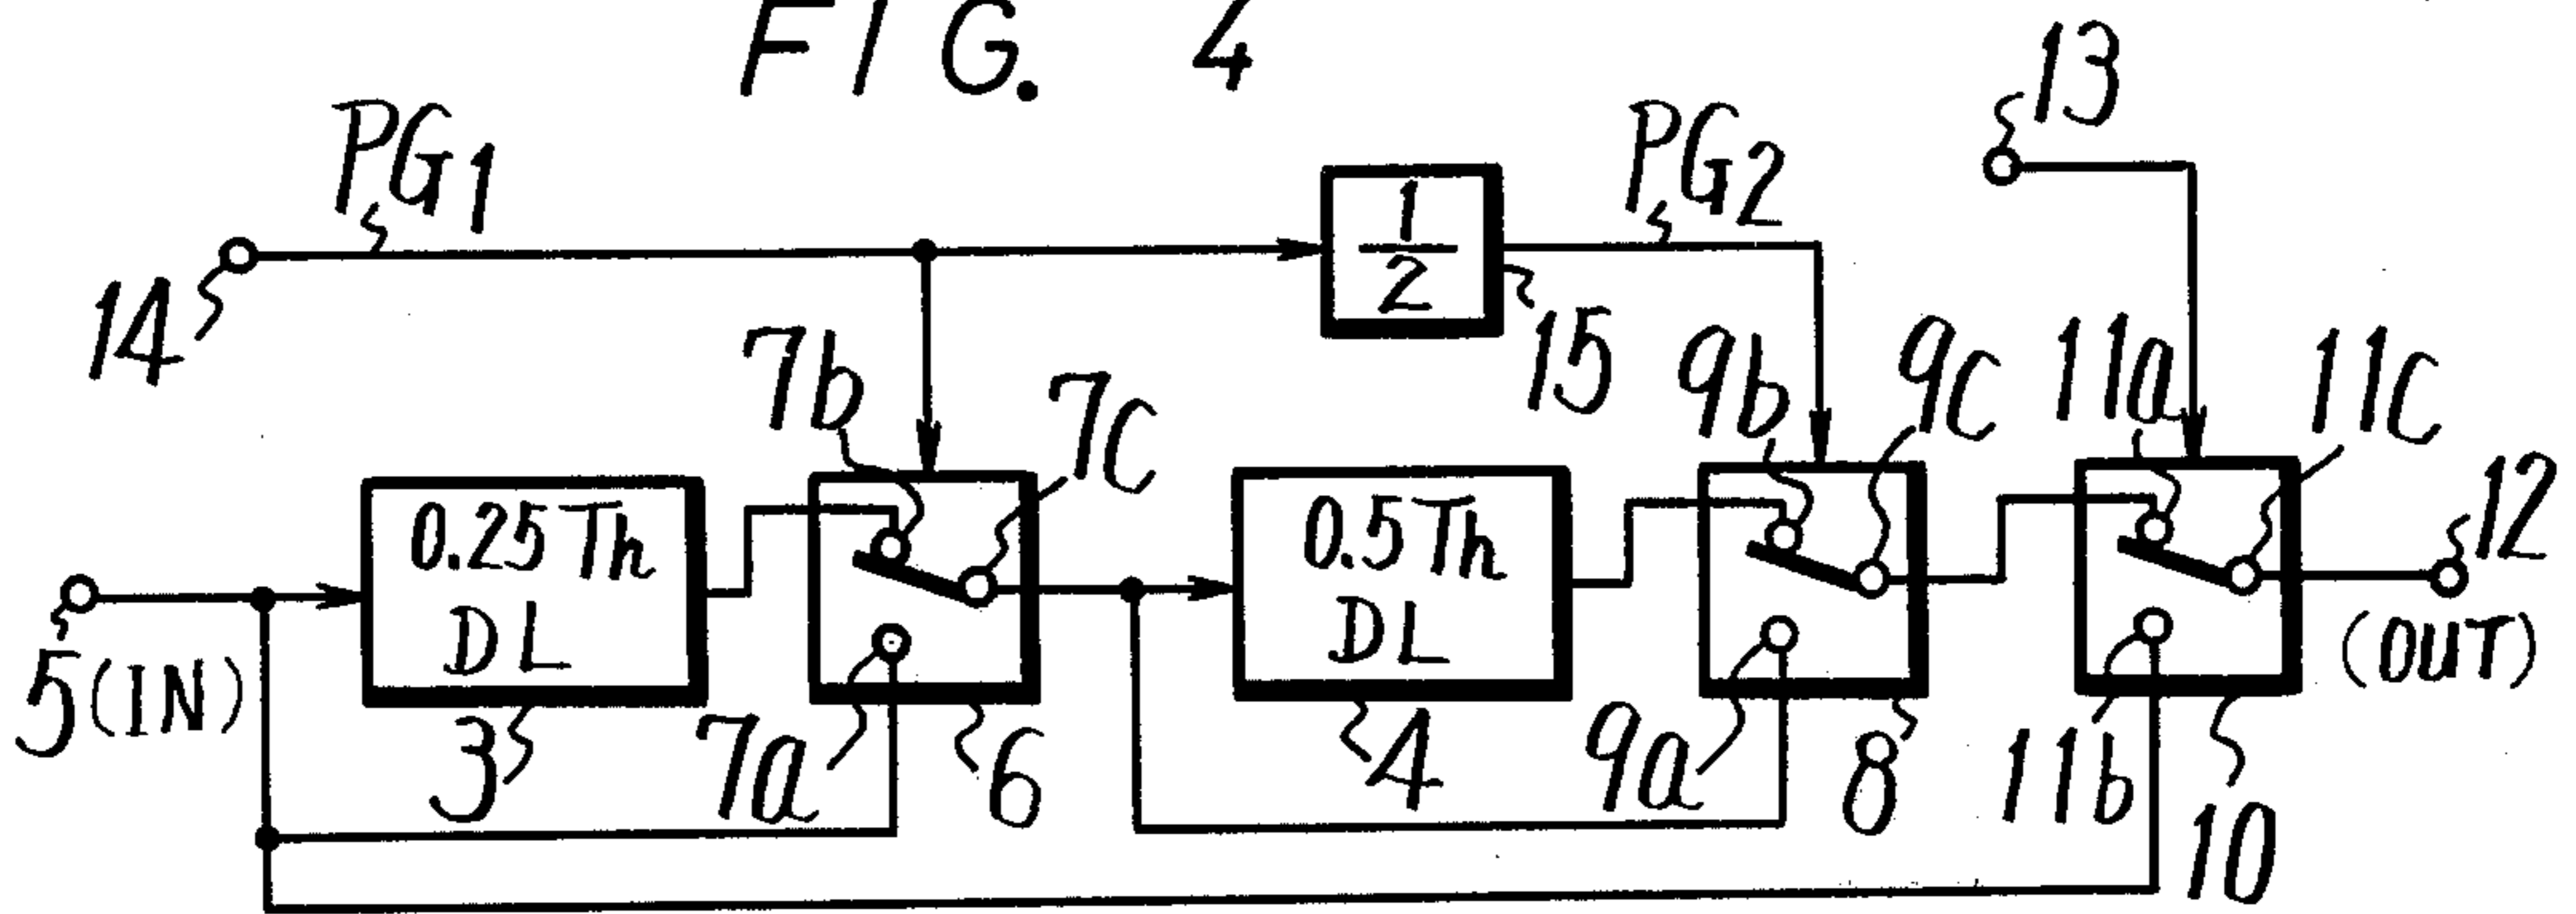 FIG. 4
13
PG1
PG2
1/2
14
15
7b
7c
9b
9c
11a
11c
12
0.25Th
DL
0.5Th
DL
5(IN)
(OUT)
3
7a
6
4
9a
8
11b
10